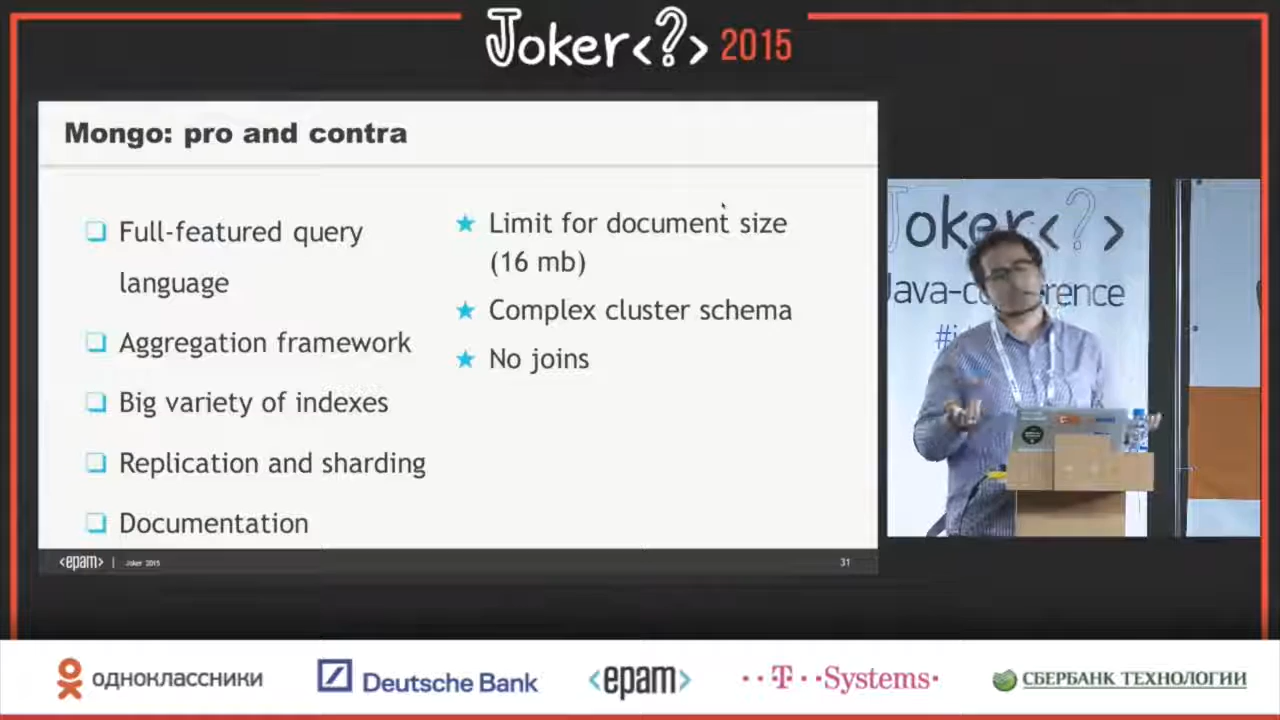 Joker<?> 2015
Mongo: pro and contra
Full-featured query
language
Aggregation framework
Big variety of indexes
Replication and sharding
Documentation
Limit for document size
(16 mb)
Complex cluster schema
No joins
<epam> | Joker 2015
31
Joker<?>
Java-conference
одноклассники
Deutsche Bank
<epam>
··T··Systems·
СБЕРБАНК ТЕХНОЛОГИИ